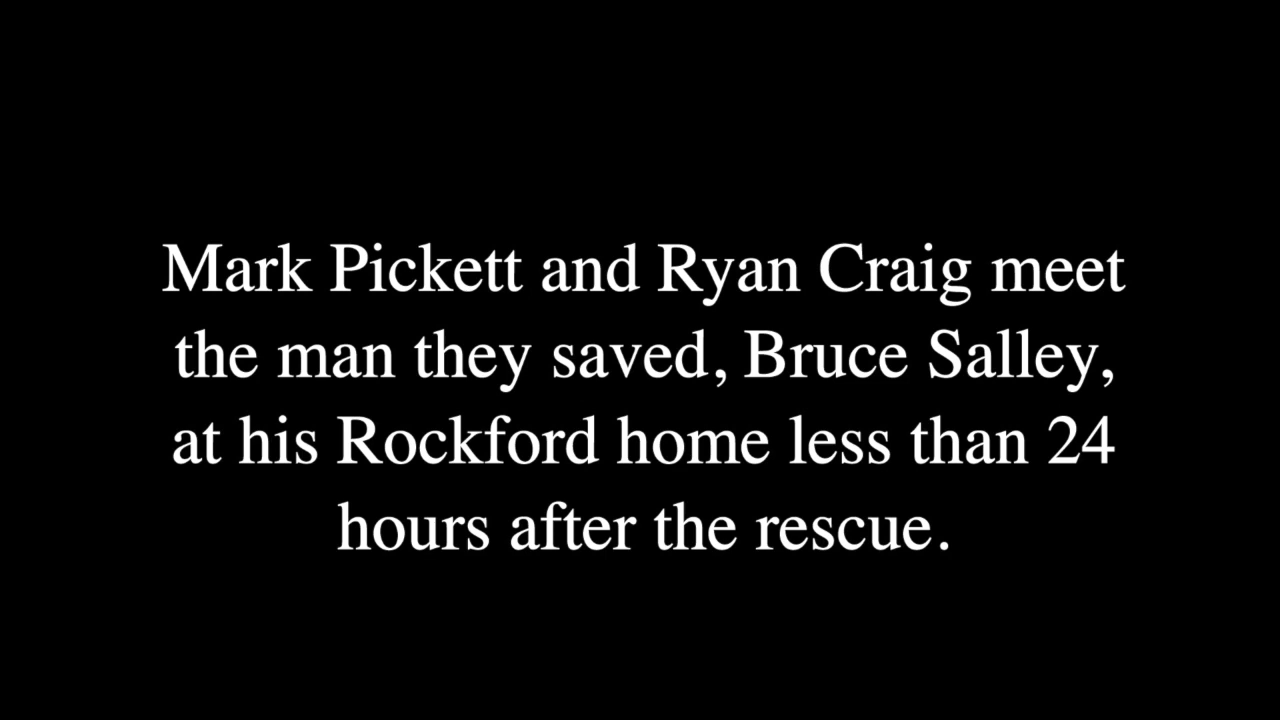 Mark Pickett and Ryan Craig meet
the man they saved, Bruce Salley,
at his Rockford home less than 24
hours after the rescue.